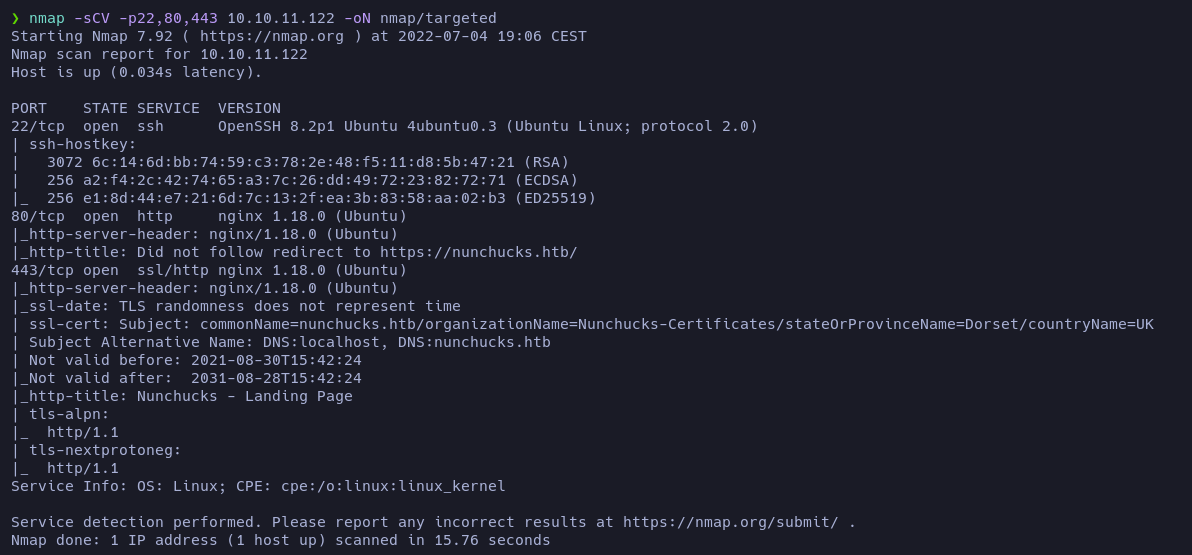 ❯ nmap -sCV -p22,80,443 10.10.11.122 -oN nmap/targeted
Starting Nmap 7.92 ( https://nmap.org ) at 2022-07-04 19:06 CEST
Nmap scan report for 10.10.11.122
Host is up (0.034s latency).

PORT    STATE SERVICE  VERSION
22/tcp  open  ssh      OpenSSH 8.2p1 Ubuntu 4ubuntu0.3 (Ubuntu Linux; protocol 2.0)
| ssh-hostkey:
|   3072 6c:14:6d:bb:74:59:c3:78:2e:48:f5:11:d8:5b:47:21 (RSA)
|   256 a2:f4:2c:42:74:65:a3:7c:26:dd:49:72:23:82:72:71 (ECDSA)
|_  256 e1:8d:44:e7:21:6d:7c:13:2f:ea:3b:83:58:aa:02:b3 (ED25519)
80/tcp  open  http     nginx 1.18.0 (Ubuntu)
|_http-server-header: nginx/1.18.0 (Ubuntu)
|_http-title: Did not follow redirect to https://nunchucks.htb/
443/tcp open  ssl/http nginx 1.18.0 (Ubuntu)
|_http-server-header: nginx/1.18.0 (Ubuntu)
|_ssl-date: TLS randomness does not represent time
| ssl-cert: Subject: commonName=nunchucks.htb/organizationName=Nunchucks-Certificates/stateOrProvinceName=Dorset/countryName=UK
| Subject Alternative Name: DNS:localhost, DNS:nunchucks.htb
| Not valid before: 2021-08-30T15:42:24
|_Not valid after:  2031-08-28T15:42:24
|_http-title: Nunchucks - Landing Page
| tls-alpn:
|_  http/1.1
| tls-nextprotoneg:
|_  http/1.1
Service Info: OS: Linux; CPE: cpe:/o:linux:linux_kernel

Service detection performed. Please report any incorrect results at https://nmap.org/submit/ .
Nmap done: 1 IP address (1 host up) scanned in 15.76 seconds